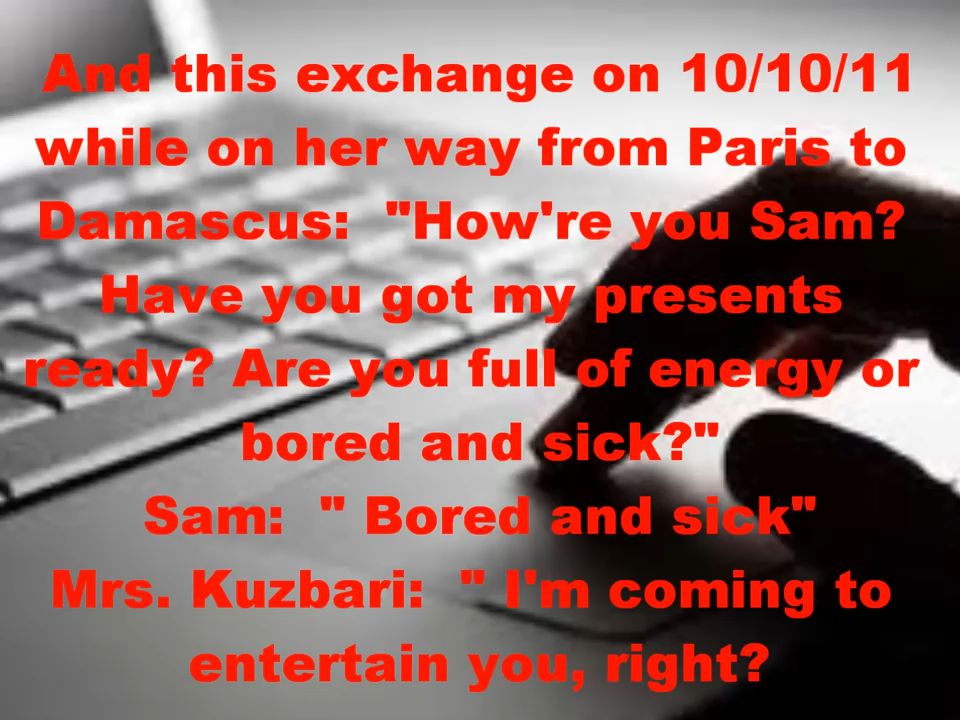 And this exchange on 10/10/11
while on her way from Paris to
Damascus:  "How're you Sam?
Have you got my presents
ready? Are you full of energy or
bored and sick?"
Sam:  " Bored and sick"
Mrs. Kuzbari:  " I'm coming to
entertain you, right?